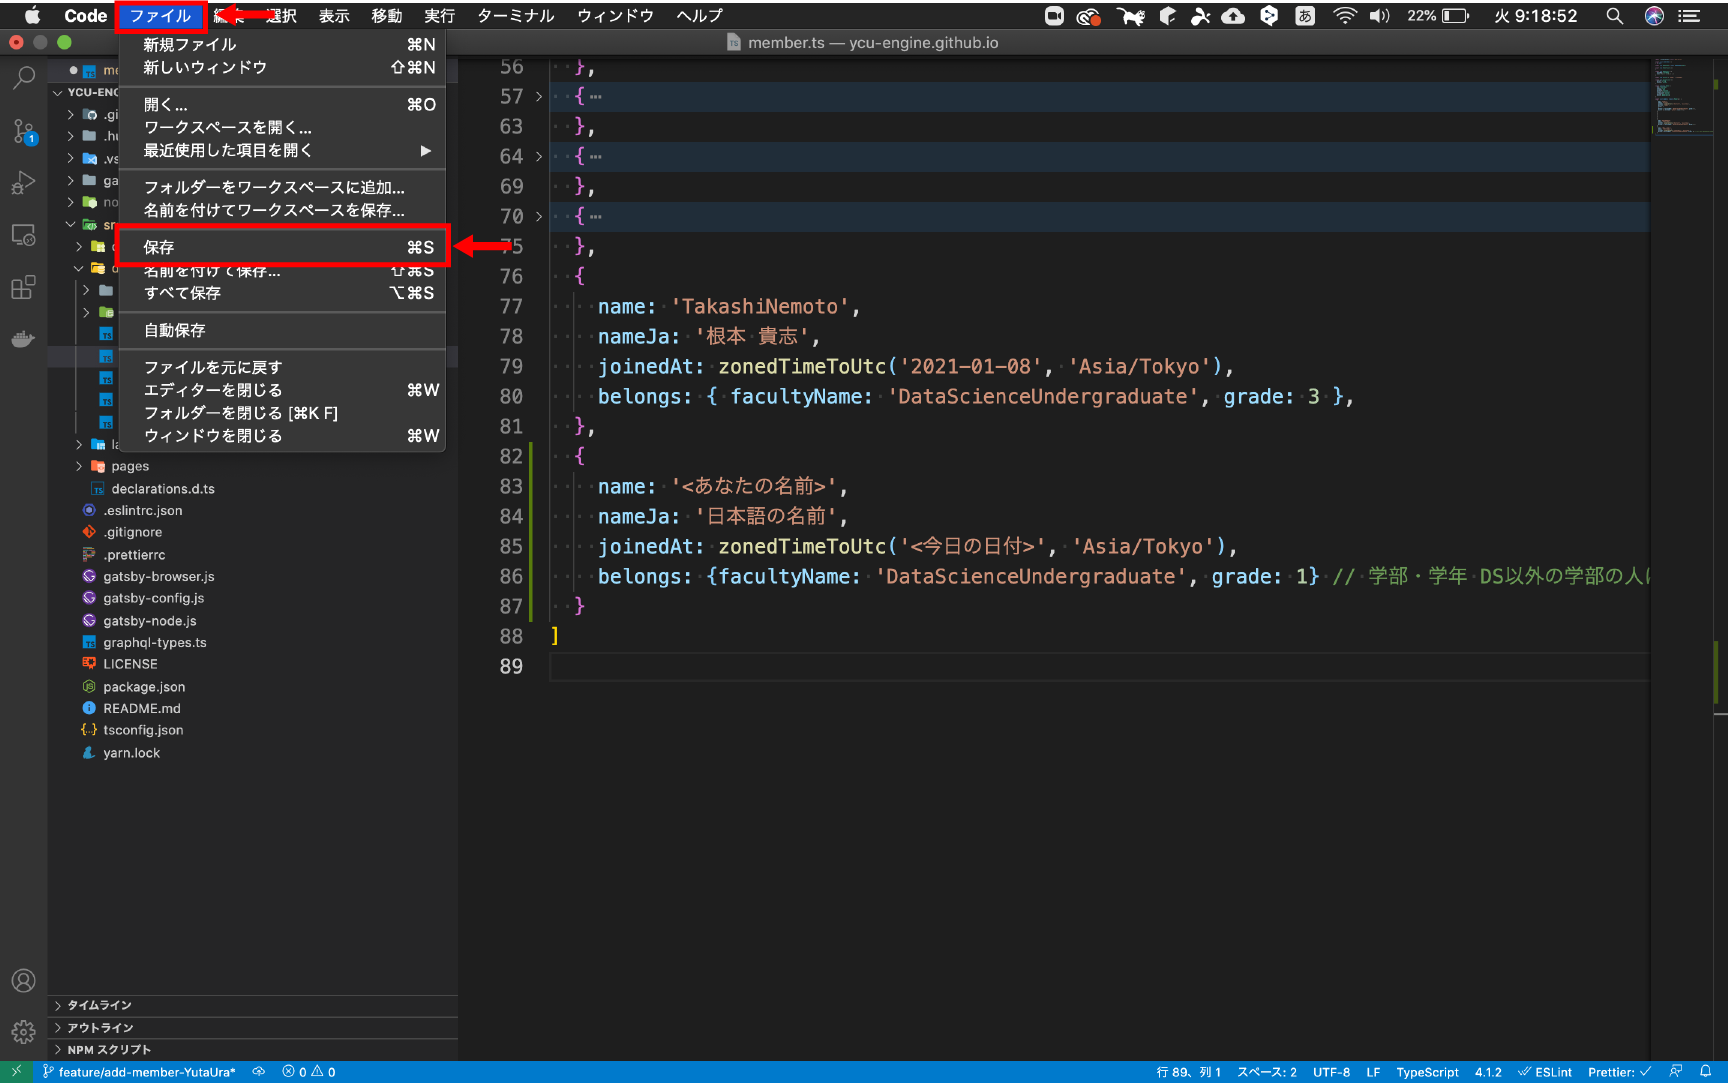 Code ファイル 選択 表示 移動 実行 ターミナル ウィンドウ ヘルプ
あ 22% 火 9:18:52
member.ts — ycu-engine.github.io
新規ファイル ⌘N
新しいウィンドウ ⇧⌘N
開く... ⌘O
ワークスペースを開く...
最近使用した項目を開く ▶
フォルダーをワークスペースに追加...
名前を付けてワークスペースを保存...
保存 ⌘S
名前を付けて保存... ⇧⌘S
すべて保存 ⌥⌘S
自動保存
ファイルを元に戻す
エディターを閉じる ⌘W
フォルダーを閉じる [⌘K F]
ウィンドウを閉じる ⌘W
1
TS me
YCU-ENG
.gi
.hu
.vs
ga
no
sr
d
la
pages
TS declarations.d.ts
.eslintrc.json
.gitignore
.prettierrc
gatsby-browser.js
gatsby-config.js
gatsby-node.js
TS graphql-types.ts
LICENSE
package.json
README.md
{..} tsconfig.json
yarn.lock
タイムライン
アウトライン
NPM スクリプト
56 },
57 > { …
63 },
64 > { …
69 },
70 > { …
75 },
76 {
77 name: 'TakashiNemoto',
78 nameJa: '根本 貴志',
79 joinedAt: zonedTimeToUtc('2021-01-08', 'Asia/Tokyo'),
80 belongs: { facultyName: 'DataScienceUndergraduate', grade: 3 },
81 },
82 {
83 name: '<あなたの名前>',
84 nameJa: '日本語の名前',
85 joinedAt: zonedTimeToUtc('<今日の日付>', 'Asia/Tokyo'),
86 belongs: {facultyName: 'DataScienceUndergraduate', grade: 1} // 学部・学年 DS以外の学部の人は
87 }
88 ]
89
feature/add-member-YutaUra* 0 0
行 89、列 1 スペース: 2 UTF-8 LF TypeScript 4.1.2 ESLint Prettier: ✓